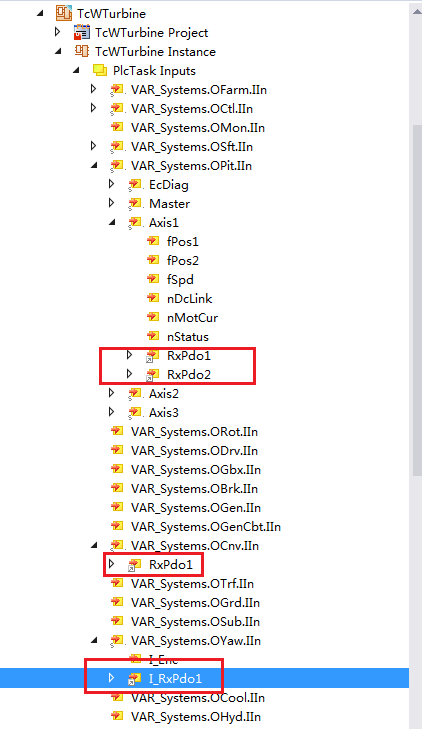 TcWTurbine
TcWTurbine Project
TcWTurbine Instance
PlcTask Inputs
VAR_Systems.OFarm.IIn
VAR_Systems.OCtl.IIn
VAR_Systems.OMon.IIn
VAR_Systems.OSft.IIn
VAR_Systems.OPit.IIn
EcDiag
Master
Axis1
fPos1
fPos2
fSpd
nDcLink
nMotCur
nStatus
RxPdo1
RxPdo2
Axis2
Axis3
VAR_Systems.ORot.IIn
VAR_Systems.ODrv.IIn
VAR_Systems.OGbx.IIn
VAR_Systems.OBrk.IIn
VAR_Systems.OGen.IIn
VAR_Systems.OGenCbt.IIn
VAR_Systems.OCnv.IIn
RxPdo1
VAR_Systems.OTrf.IIn
VAR_Systems.OGrd.IIn
VAR_Systems.OSub.IIn
VAR_Systems.OYaw.IIn
I_Enc
I_RxPdo1
VAR_Systems.OCool.IIn
VAR_Systems.OHyd.IIn